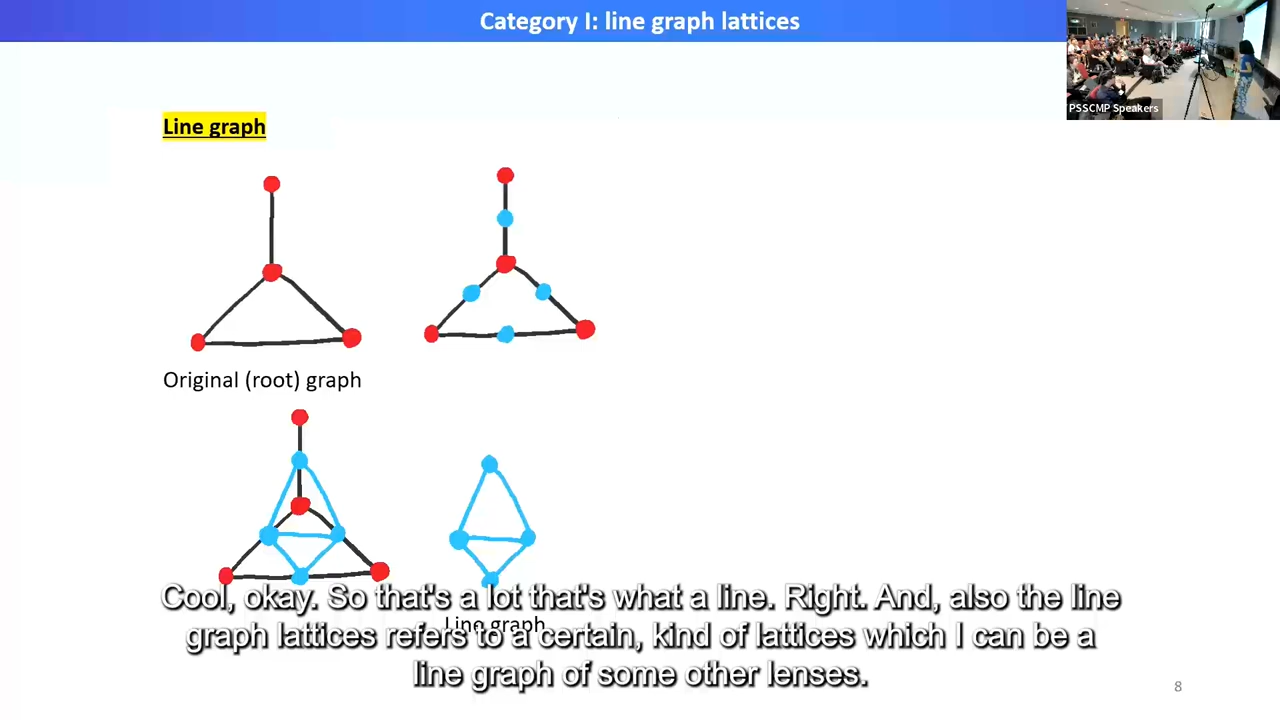 Category I: line graph lattices
PSSCMP Speakers
Line graph
Original (root) graph
Line graph
Cool, okay. So that's a lot that's what a line. Right. And, also the line
graph lattices refers to a certain, kind of lattices which I can be a
line graph of some other lenses.
8